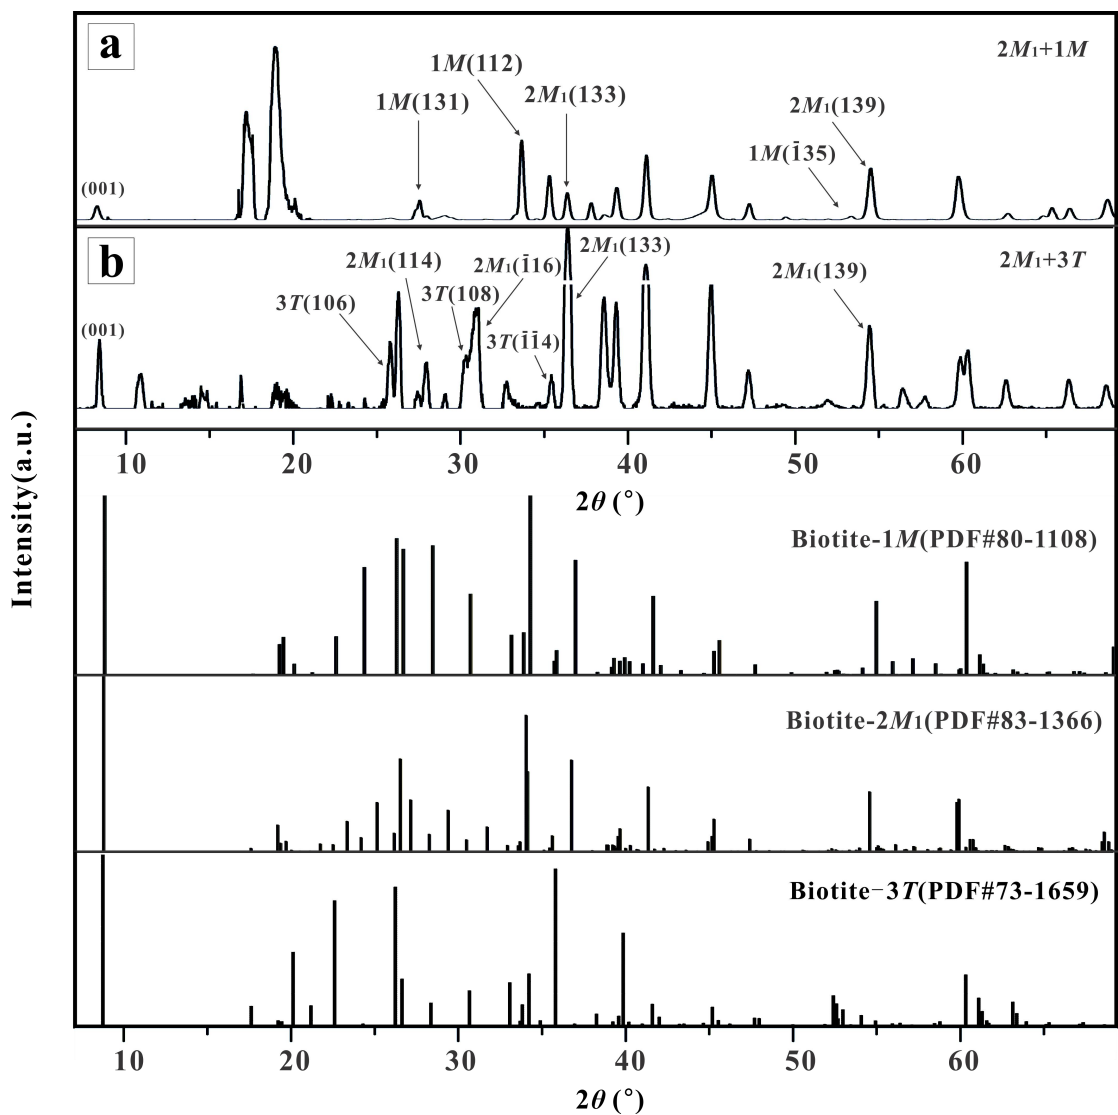 a
2M₁+1M
1M(112)
1M(131)
2M₁(133)
2M₁(139)
1M(1̄35)
(001)
b
2M₁+3T
2M₁(133)
2M₁(114)
2M₁(1̄16)
2M₁(139)
3T(106)
3T(108)
3T(1̄1̄4)
(001)
10 20 30 40 50 60
2θ (°)
Intensity(a.u.)
Biotite-1M(PDF#80-1108)
Biotite-2M₁(PDF#83-1366)
Biotite-3T(PDF#73-1659)
10 20 30 40 50 60
2θ (°)